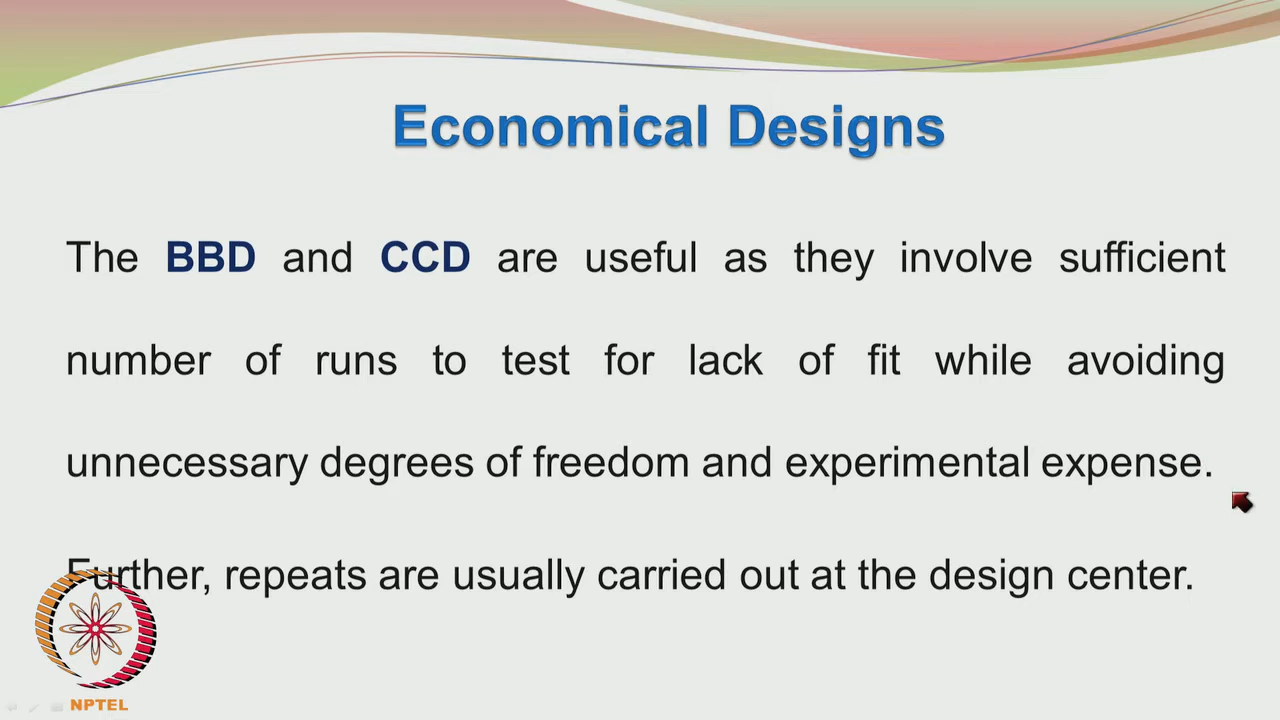 Economical Designs
The BBD and CCD are useful as they involve sufficient
number of runs to test for lack of fit while avoiding
unnecessary degrees of freedom and experimental expense.
Further, repeats are usually carried out at the design center.
NPTEL